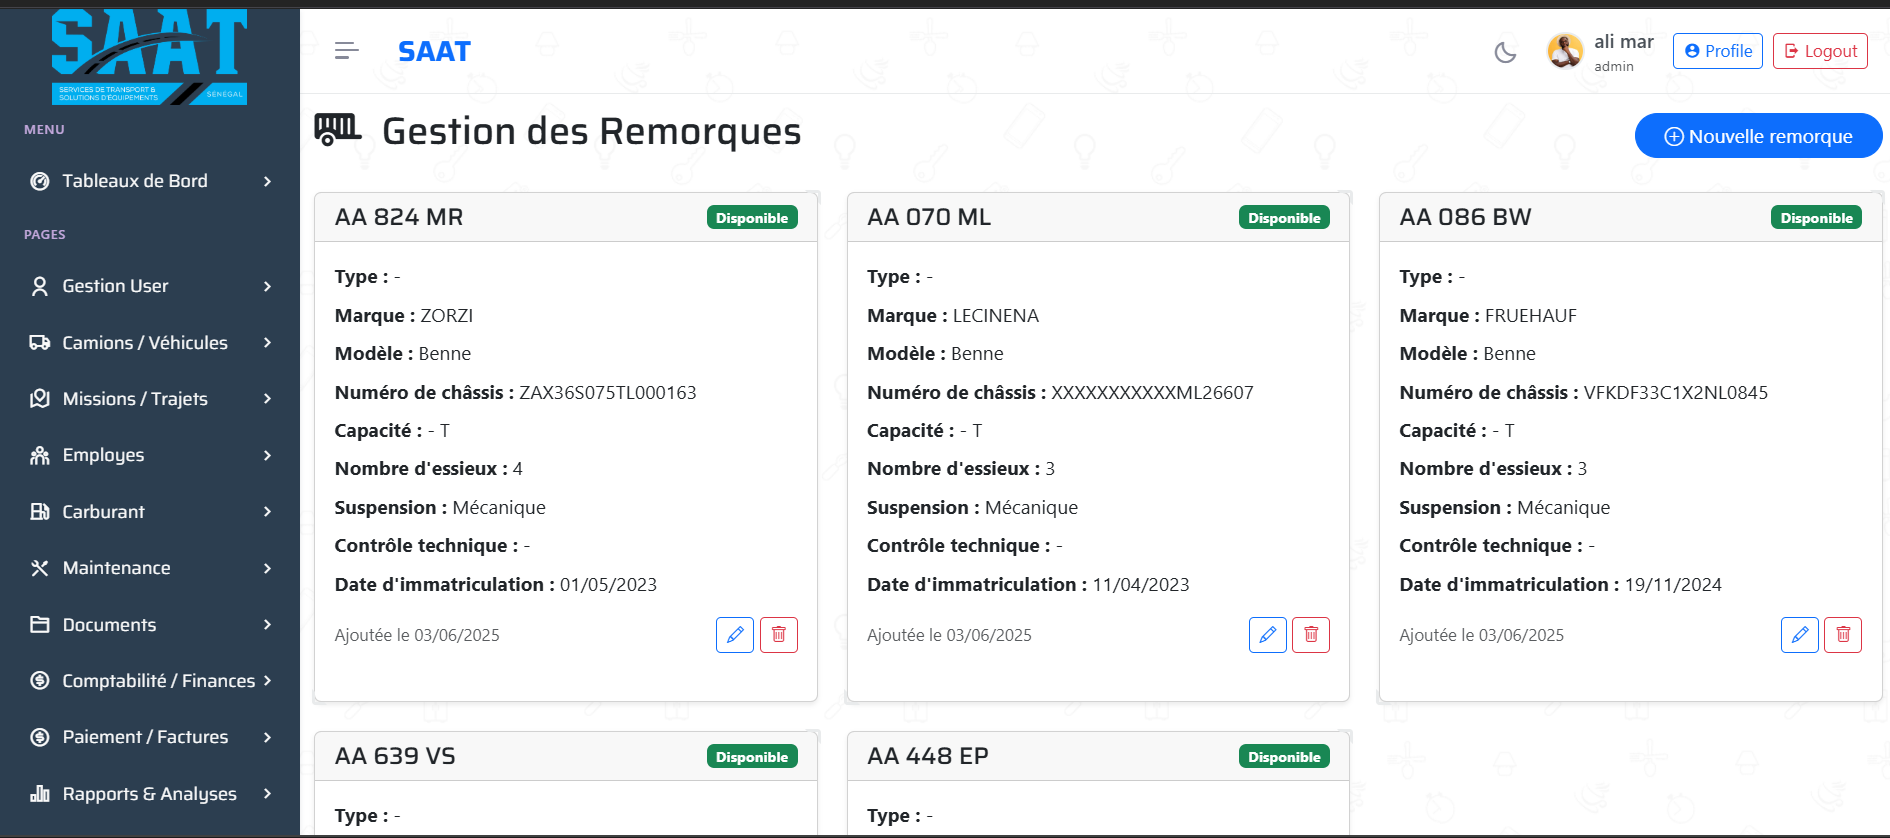 SAAT
SERVICES DE TRANSPORT &
SOLUTIONS D'ÉQUIPEMENTS
SÉNÉGAL
MENU
Tableaux de Bord
PAGES
Gestion User
Camions / Véhicules
Missions / Trajets
Employes
Carburant
Maintenance
Documents
Comptabilité / Finances
Paiement / Factures
Rapports & Analyses
SAAT
ali mar
admin
Profile
Logout
Gestion des Remorques
Nouvelle remorque
AA 824 MR
Disponible
Type : -
Marque : ZORZI
Modèle : Benne
Numéro de châssis : ZAX36S075TL000163
Capacité : - T
Nombre d'essieux : 4
Suspension : Mécanique
Contrôle technique : -
Date d'immatriculation : 01/05/2023
Ajoutée le 03/06/2025
AA 070 ML
Disponible
Type : -
Marque : LECINENA
Modèle : Benne
Numéro de châssis : XXXXXXXXXXXML26607
Capacité : - T
Nombre d'essieux : 3
Suspension : Mécanique
Contrôle technique : -
Date d'immatriculation : 11/04/2023
Ajoutée le 03/06/2025
AA 086 BW
Disponible
Type : -
Marque : FRUEHAUF
Modèle : Benne
Numéro de châssis : VFKDF33C1X2NL0845
Capacité : - T
Nombre d'essieux : 3
Suspension : Mécanique
Contrôle technique : -
Date d'immatriculation : 19/11/2024
Ajoutée le 03/06/2025
AA 639 VS
Disponible
Type : -
AA 448 EP
Disponible
Type : -